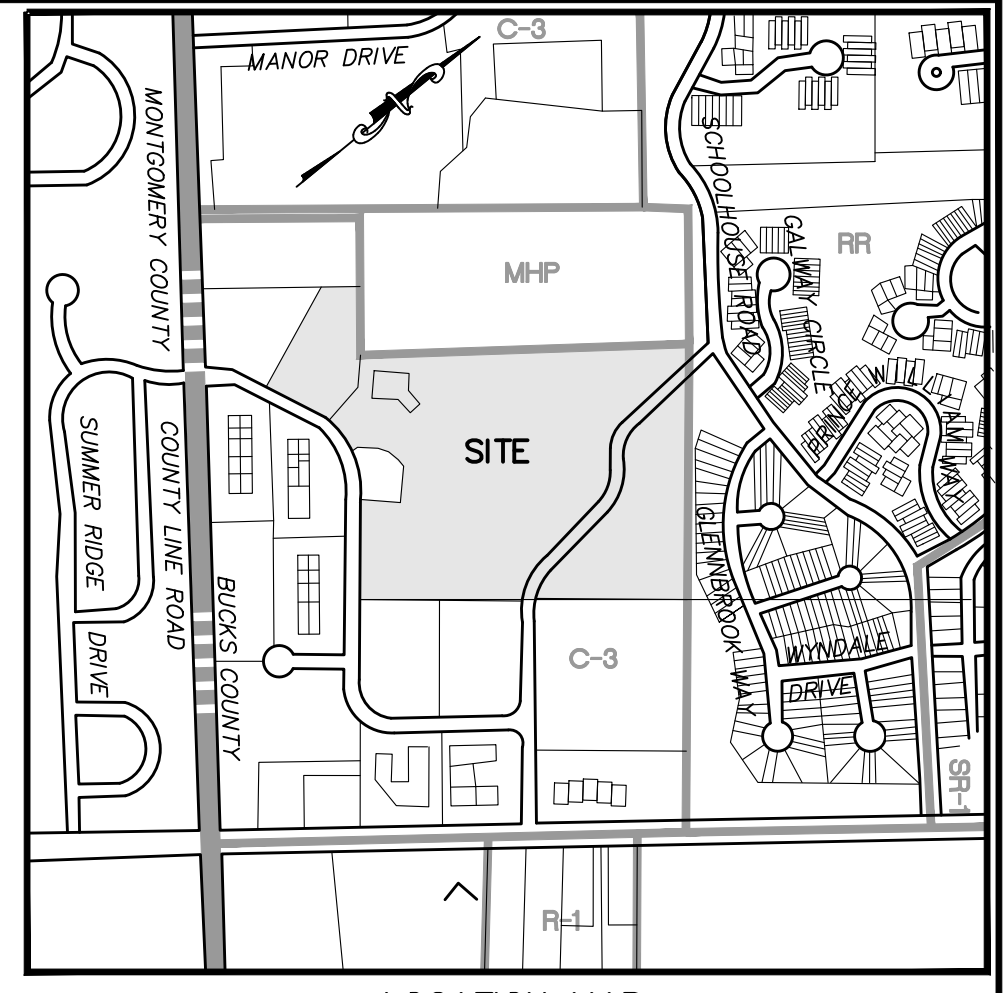 C-3
MANOR DRIVE
MONTGOMERY COUNTY
SCHOOLHOUSE ROAD
GALWAY CIRCLE
RR
MHP
PRINCE WILLIAM WAY
SITE
SUMMER RIDGE
DRIVE
COUNTY LINE ROAD
BUCKS COUNTY
GLENNBROOK WAY
C-3
WYNDALE
DRIVE
SR-1
R-1